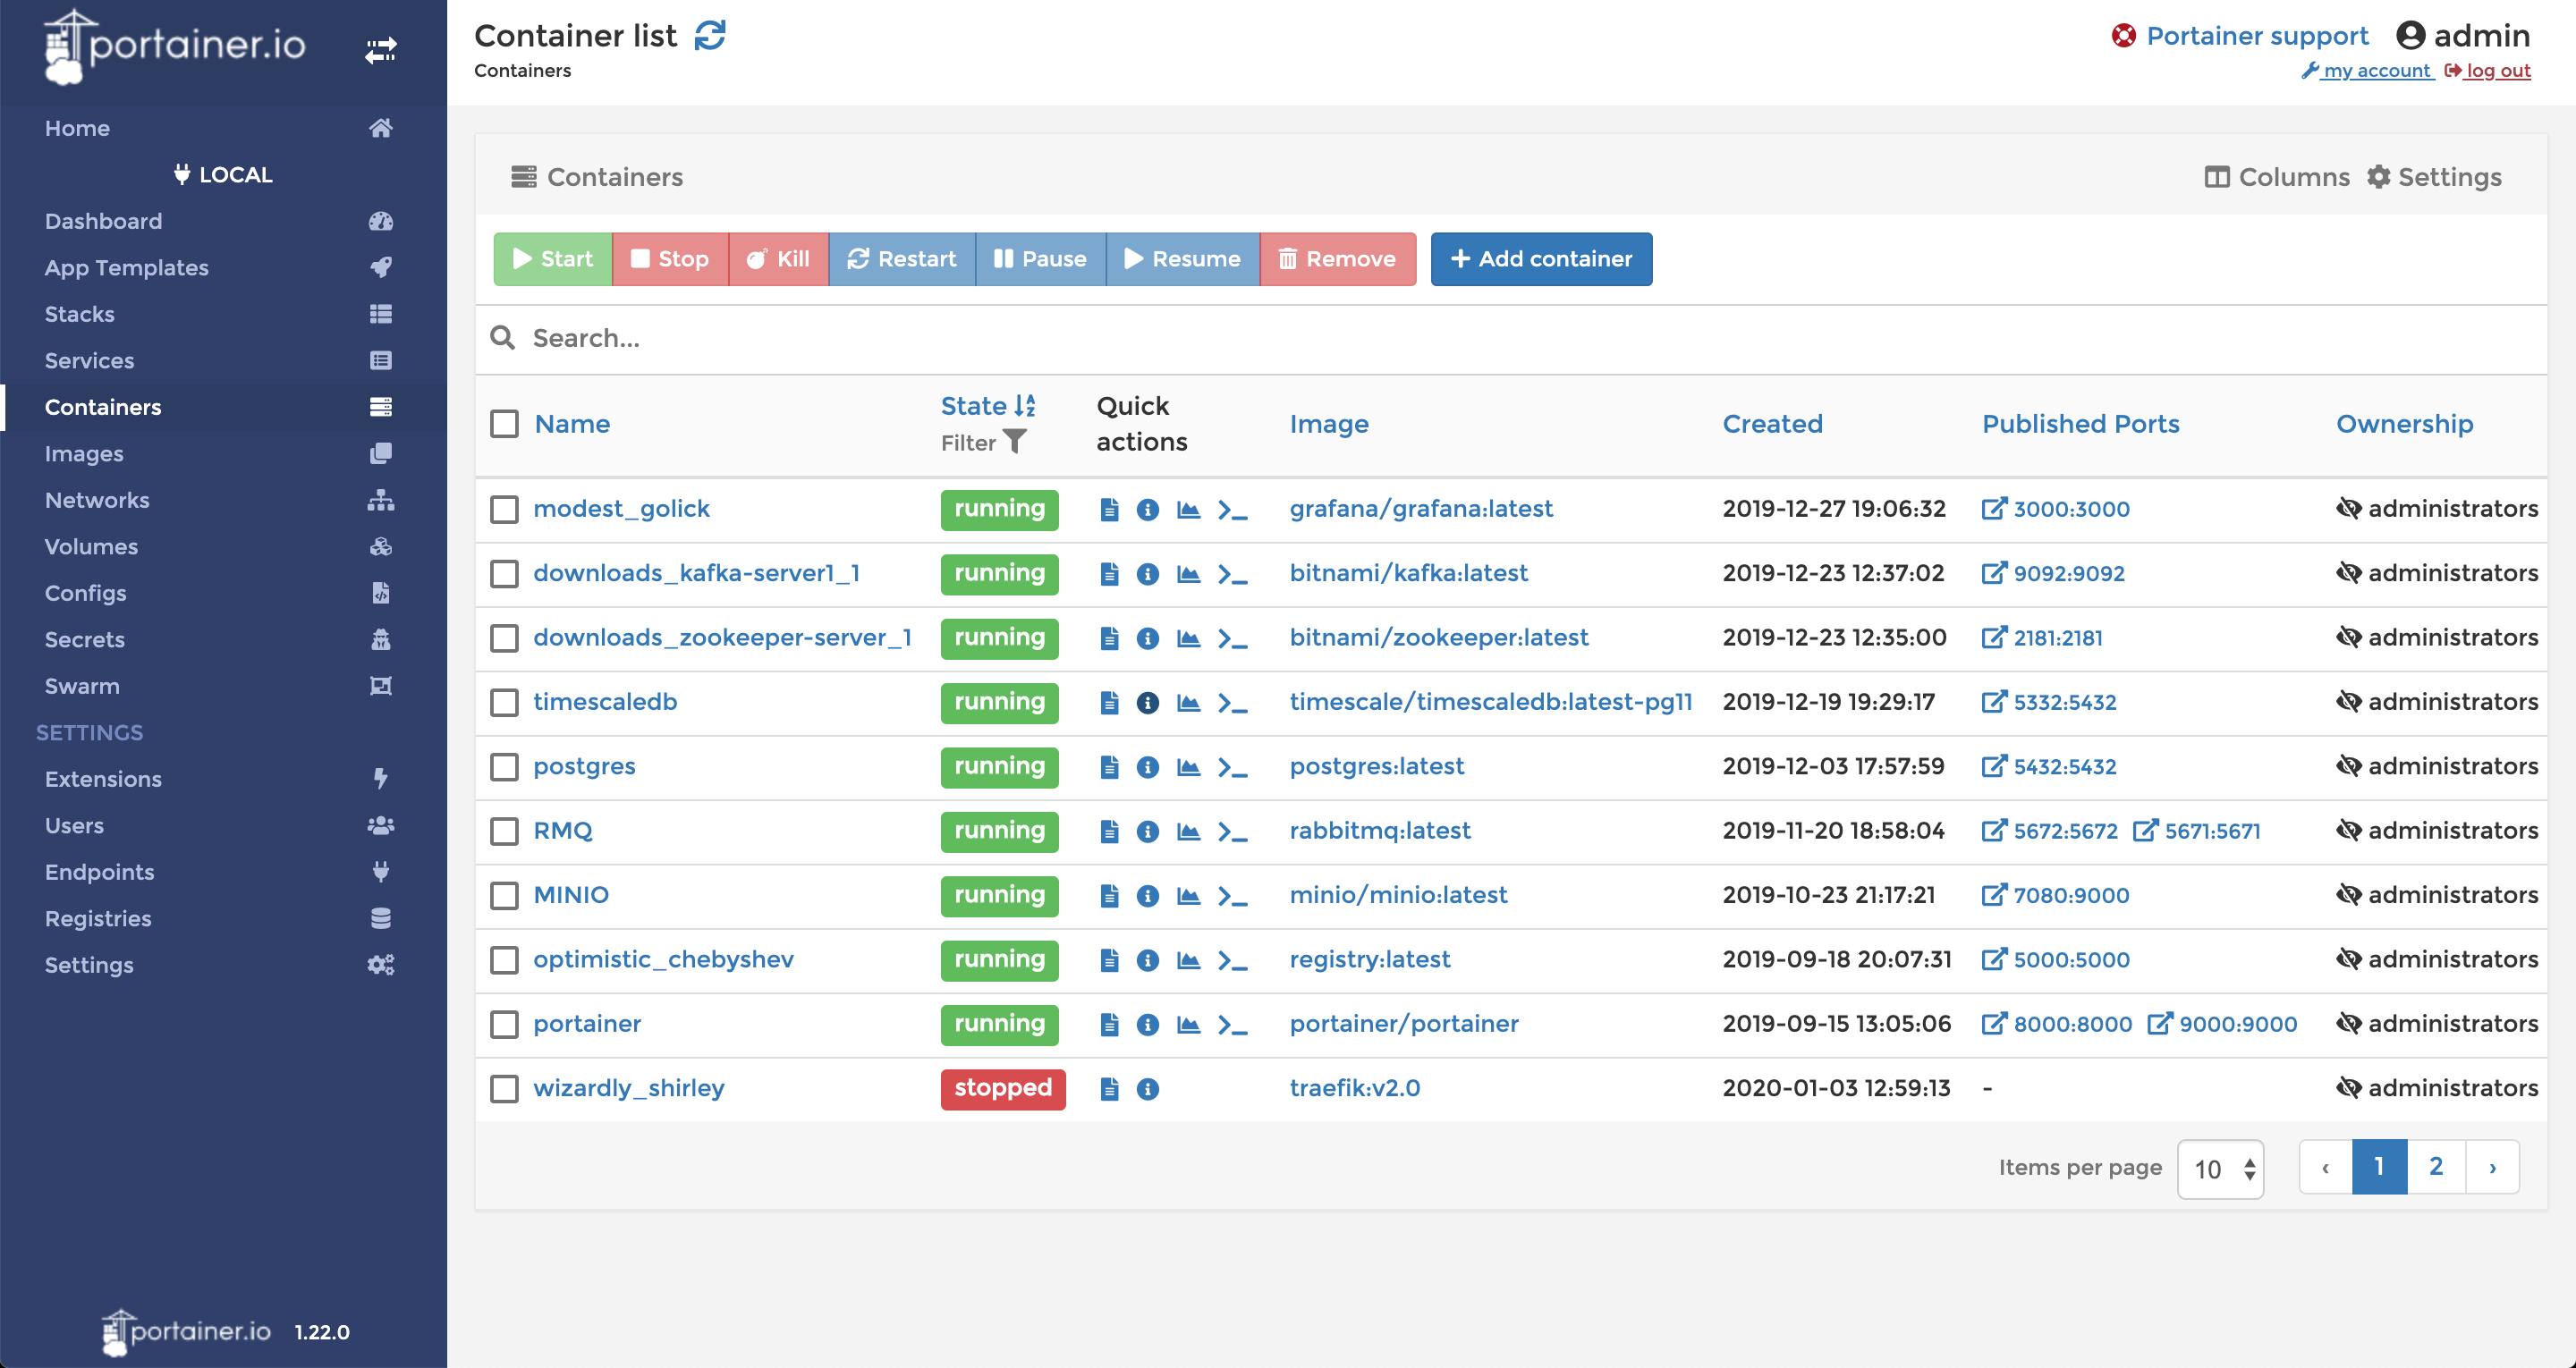 portainer.io
Home
LOCAL
Dashboard
App Templates
Stacks
Services
Containers
Images
Networks
Volumes
Configs
Secrets
Swarm
SETTINGS
Extensions
Users
Endpoints
Registries
Settings
portainer.io 1.22.0
Container list
Containers
Portainer support admin
my account log out
Containers
Columns Settings
Start Stop Kill Restart Pause Resume Remove Add container
Search...
Name State Filter Quick actions Image Created Published Ports Ownership
modest_golick running grafana/grafana:latest 2019-12-27 19:06:32 3000:3000 administrators
downloads_kafka-server1_1 running bitnami/kafka:latest 2019-12-23 12:37:02 9092:9092 administrators
downloads_zookeeper-server_1 running bitnami/zookeeper:latest 2019-12-23 12:35:00 2181:2181 administrators
timescaledb running timescale/timescaledb:latest-pg11 2019-12-19 19:29:17 5332:5432 administrators
postgres running postgres:latest 2019-12-03 17:57:59 5432:5432 administrators
RMQ running rabbitmq:latest 2019-11-20 18:58:04 5672:5672 5671:5671 administrators
MINIO running minio/minio:latest 2019-10-23 21:17:21 7080:9000 administrators
optimistic_chebyshev running registry:latest 2019-09-18 20:07:31 5000:5000 administrators
portainer running portainer/portainer 2019-09-15 13:05:06 8000:8000 9000:9000 administrators
wizardly_shirley stopped traefik:v2.0 2020-01-03 12:59:13 - administrators
Items per page 10 ‹ 1 2 ›